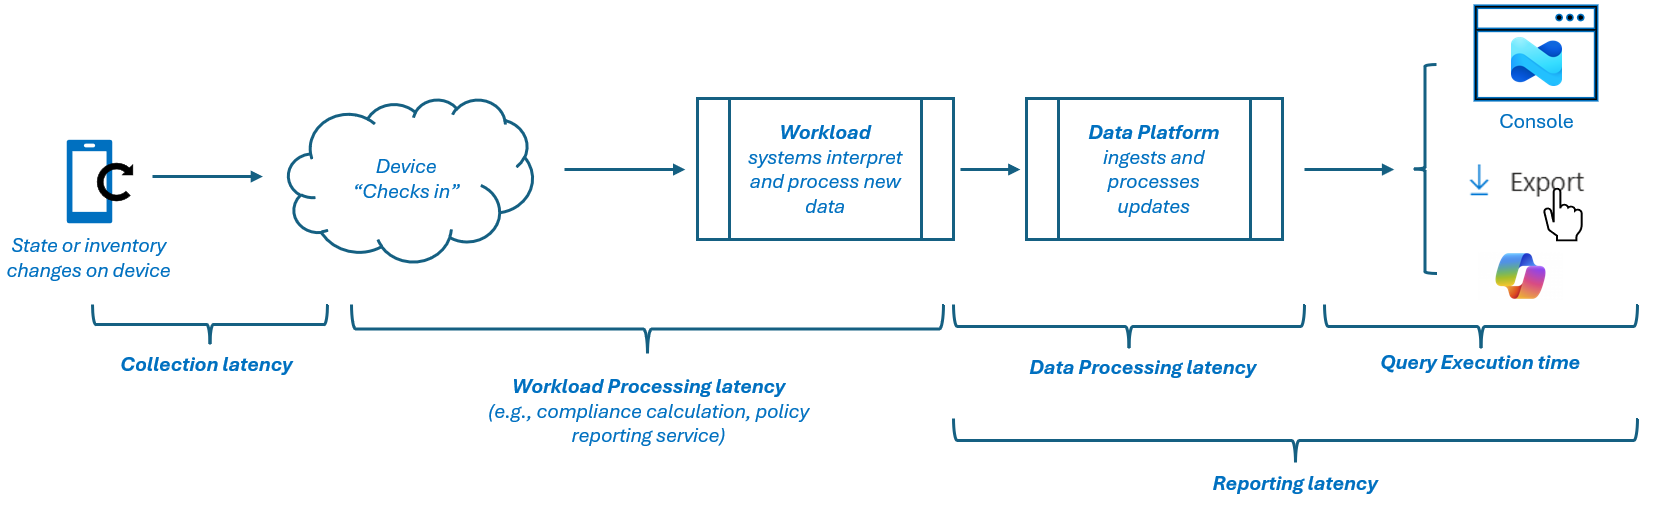 State or inventory
changes on device
Device
“Checks in”
Workload
systems interpret
and process new
data
Data Platform
ingests and
processes
updates
Console
Export
Collection latency
Workload Processing latency
(e.g., compliance calculation, policy
reporting service)
Data Processing latency
Query Execution time
Reporting latency